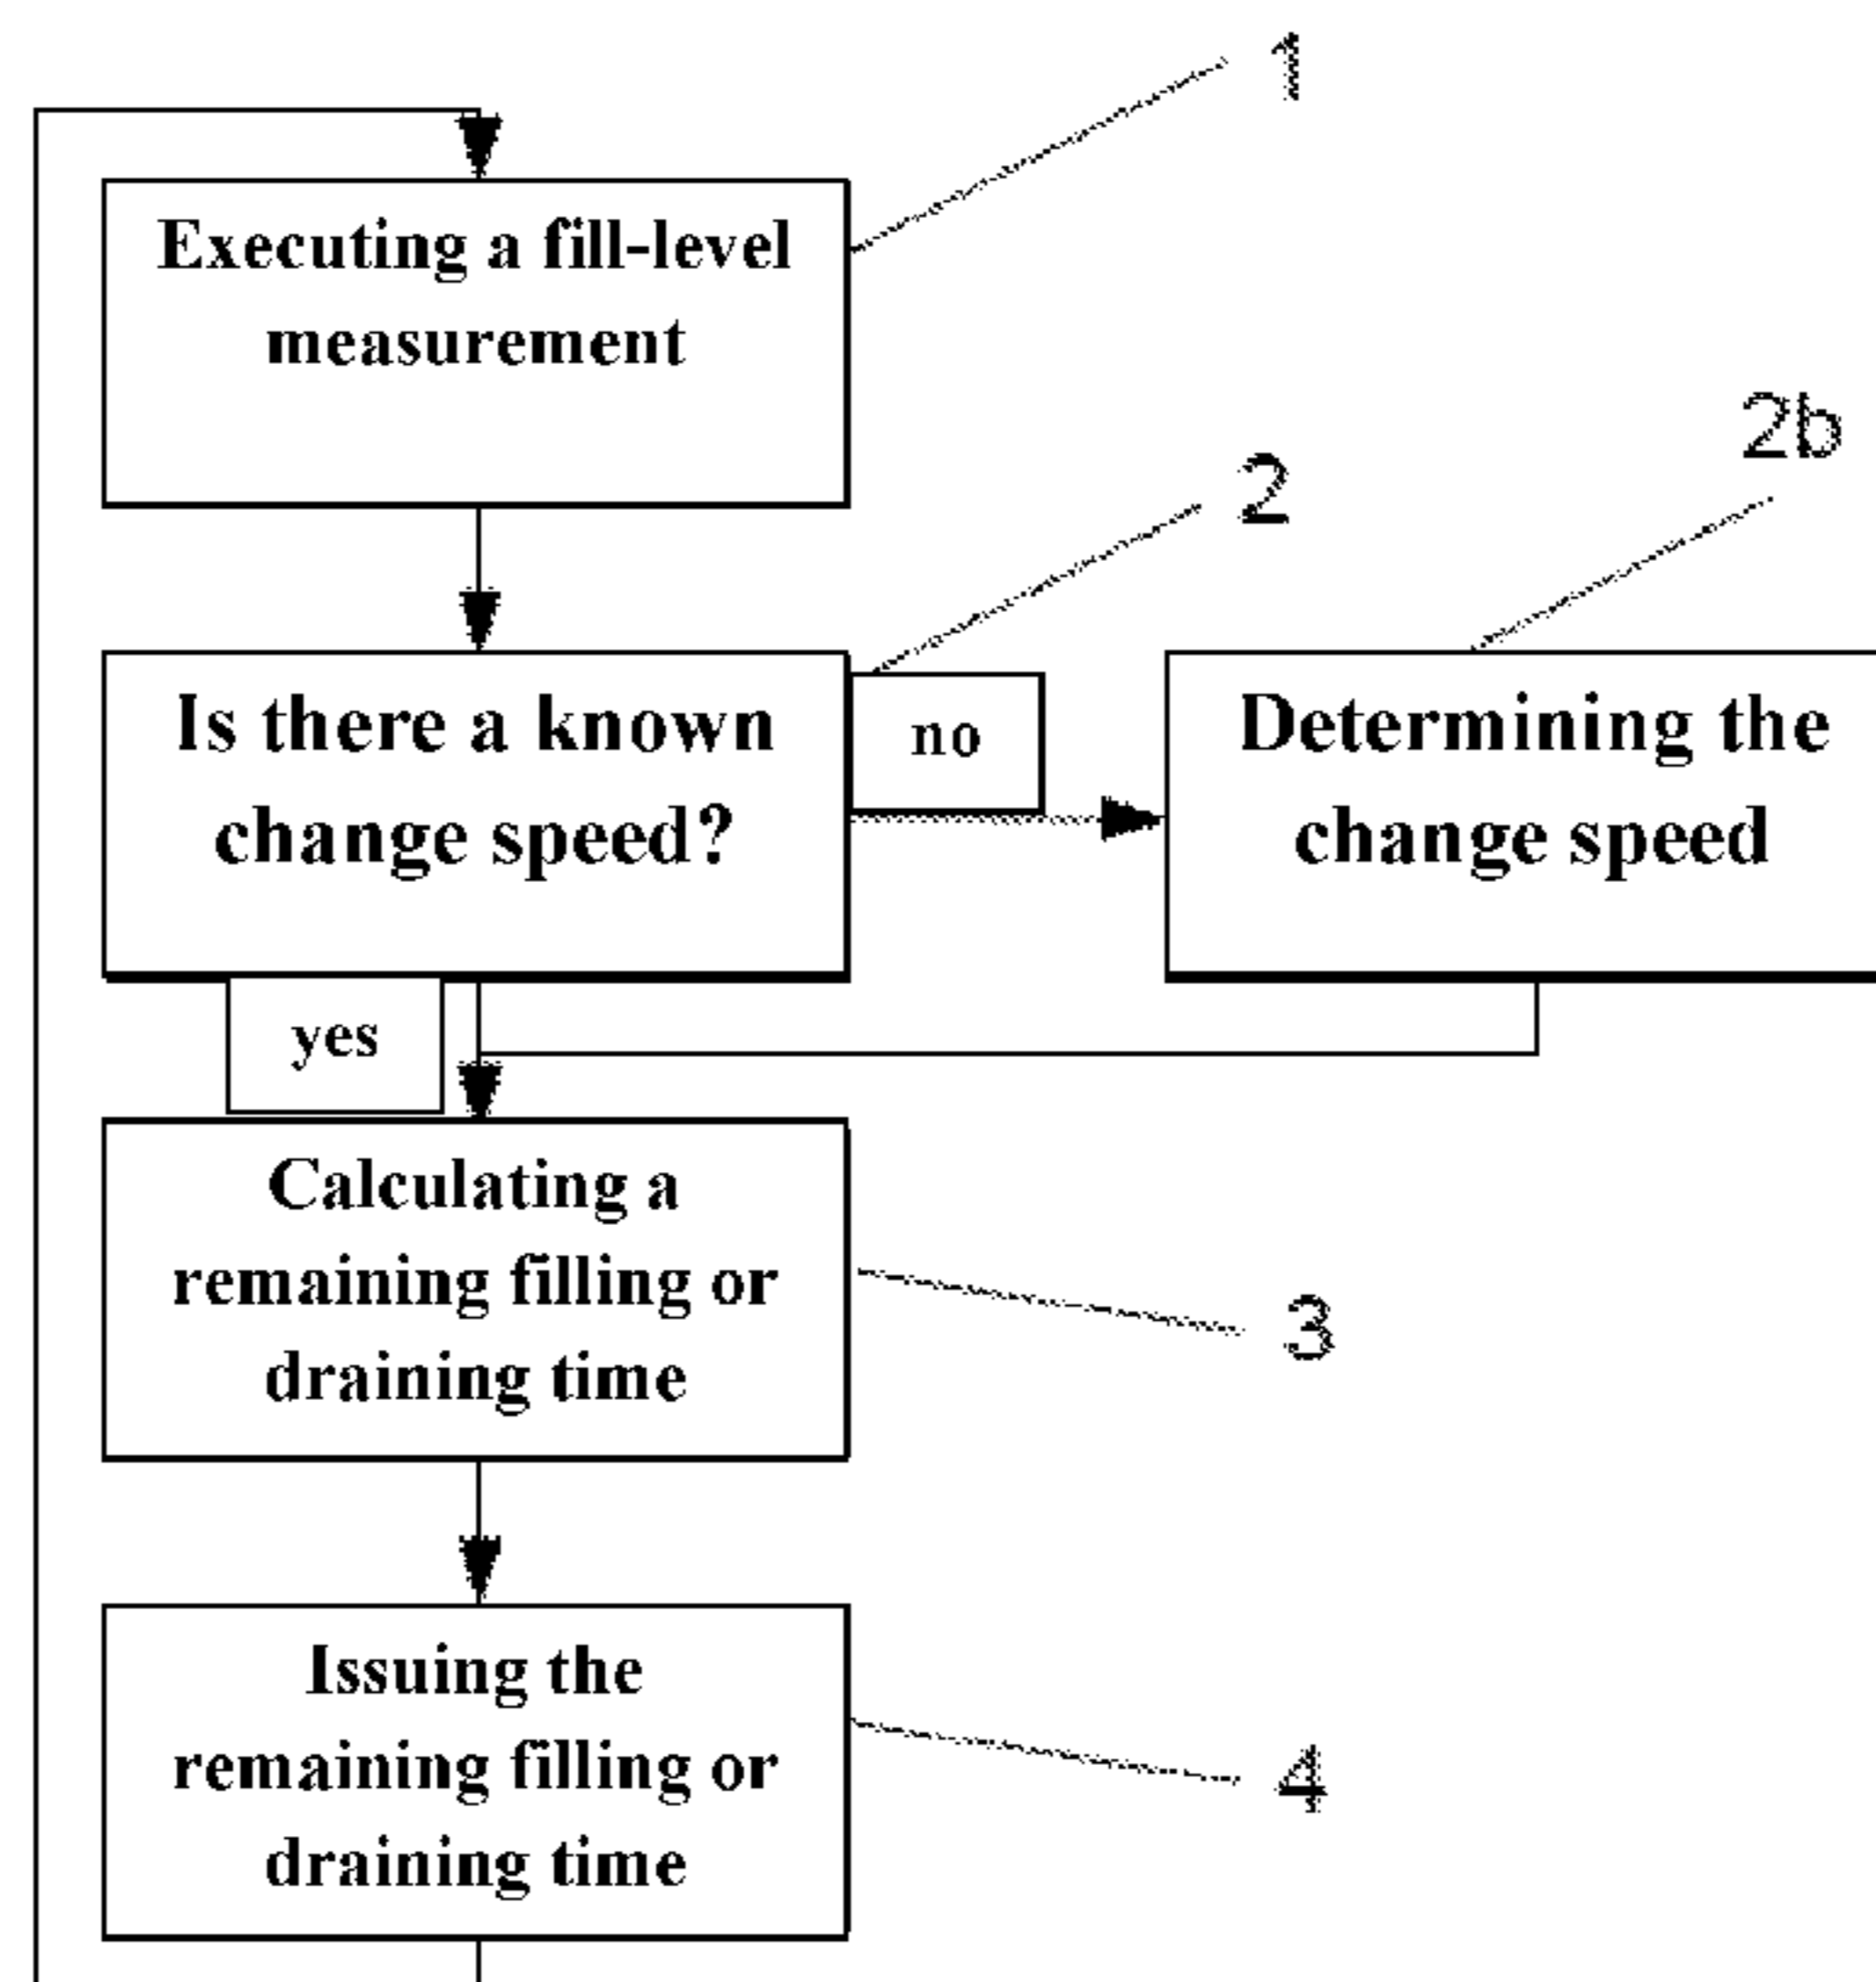 1
Executing a fill-level
measurement
2b
2
Is there a known
change speed?
no
Determining the
change speed
yes
Calculating a
remaining filling or
draining time
3
Issuing the
remaining filling or
draining time
4